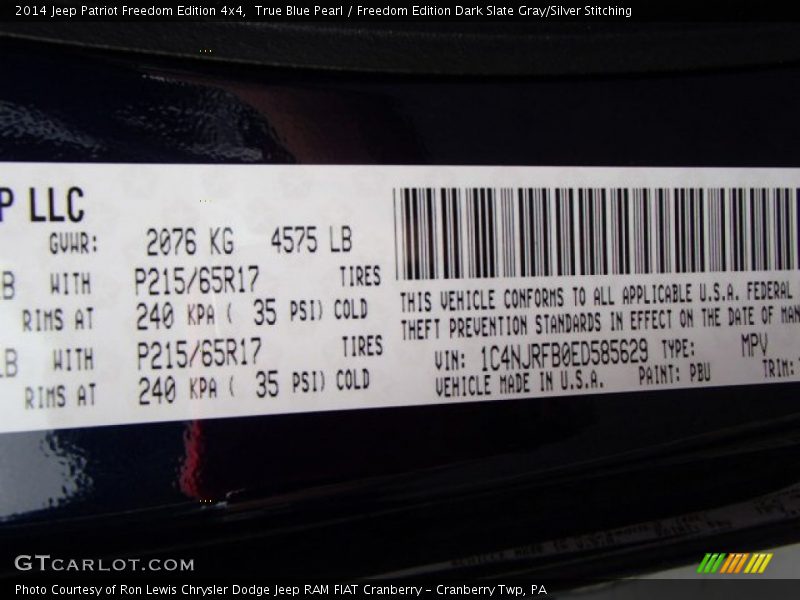 2014 Jeep Patriot Freedom Edition 4x4,  True Blue Pearl / Freedom Edition Dark Slate Gray/Silver Stitching
P LLC
GVWR: 2076 KG 4575 LB
LB WITH P215/65R17 TIRES
RIMS AT 240 KPA ( 35 PSI) COLD
LB WITH P215/65R17 TIRES
RIMS AT 240 KPA ( 35 PSI) COLD
THIS VEHICLE CONFORMS TO ALL APPLICABLE U.S.A. FEDERAL
THEFT PREVENTION STANDARDS IN EFFECT ON THE DATE OF MAN
VIN: 1C4NJRFB0ED585629 TYPE: MPV
VEHICLE MADE IN U.S.A. PAINT: PBU TRIM:
GTCARLOT.COM
Photo Courtesy of Ron Lewis Chrysler Dodge Jeep RAM FIAT Cranberry – Cranberry Twp, PA